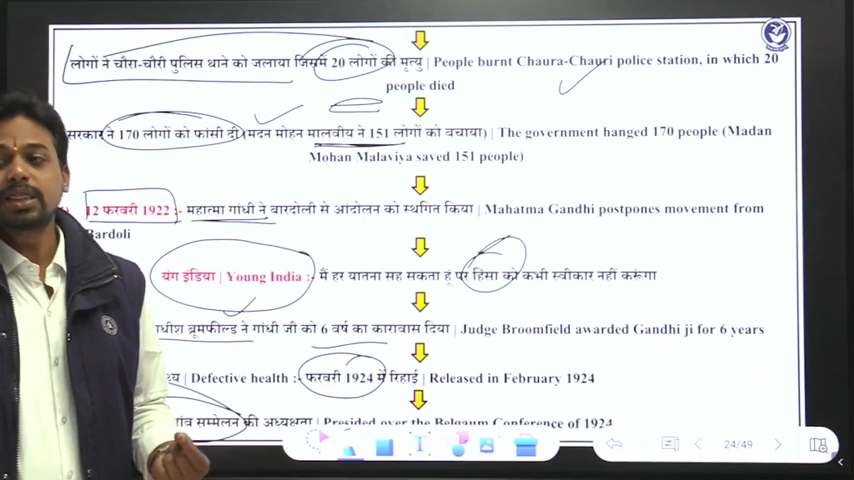 लोगों ने चौरा-चौरी पुलिस थाने को जलाया जिसमें 20 लोगों की मृत्यु | People burnt Chaura-Chauri police station, in which 20
people died
सरकार ने 170 लोगों को फांसी दी (मदन मोहन मालवीय ने 151 लोगों को बचाया) | The government hanged 170 people (Madan
Mohan Malaviya saved 151 people)
12 फरवरी 1922 :- महात्मा गांधी ने बारदोली से आंदोलन को स्थगित किया | Mahatma Gandhi postpones movement from
Bardoli
यंग इंडिया | Young India :- मैं हर यातना सह सकता हूं पर हिंसा को कभी स्वीकार नहीं करूंगा
ब्रूमफील्ड ने गांधी जी को 6 वर्ष का कारावास दिया | Judge Broomfield awarded Gandhi ji for 6 years
| Defective health :- फरवरी 1924 में रिहाई | Released in February 1924
सम्मेलन की अध्यक्षता | Presided over the Belgaum Conference of 1924
24/49